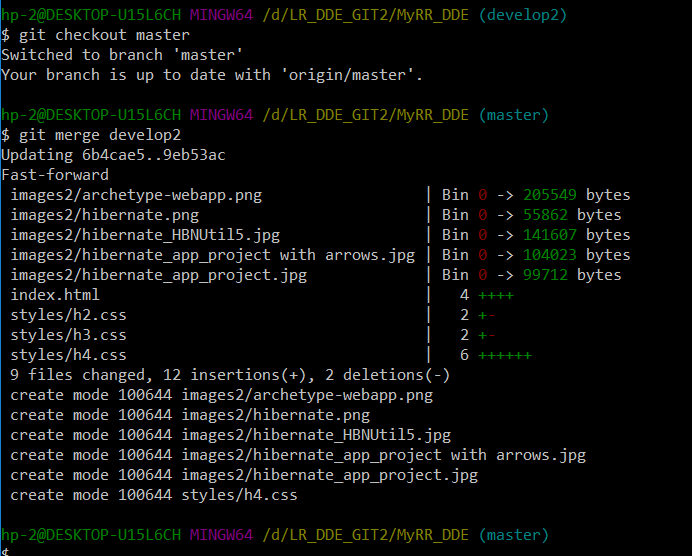 hp-2@DESKTOP-U15L6CH MINGW64 /d/LR_DDE_GIT2/MyRR_DDE (develop2)
$ git checkout master
Switched to branch 'master'
Your branch is up to date with 'origin/master'.
hp-2@DESKTOP-U15L6CH MINGW64 /d/LR_DDE_GIT2/MyRR_DDE (master)
$ git merge develop2
Updating 6b4cae5..9eb53ac
Fast-forward
 images2/archetype-webapp.png                  | Bin 0 -> 205549 bytes
 images2/hibernate.png                         | Bin 0 -> 55862 bytes
 images2/hibernate_HBNUtil5.jpg                | Bin 0 -> 141607 bytes
 images2/hibernate_app_project with arrows.jpg | Bin 0 -> 104023 bytes
 images2/hibernate_app_project.jpg             | Bin 0 -> 99712 bytes
 index.html                                    |   4 ++++
 styles/h2.css                                 |   2 +-
 styles/h3.css                                 |   2 +-
 styles/h4.css                                 |   6 ++++++
 9 files changed, 12 insertions(+), 2 deletions(-)
 create mode 100644 images2/archetype-webapp.png
 create mode 100644 images2/hibernate.png
 create mode 100644 images2/hibernate_HBNUtil5.jpg
 create mode 100644 images2/hibernate_app_project with arrows.jpg
 create mode 100644 images2/hibernate_app_project.jpg
 create mode 100644 styles/h4.css
hp-2@DESKTOP-U15L6CH MINGW64 /d/LR_DDE_GIT2/MyRR_DDE (master)
$